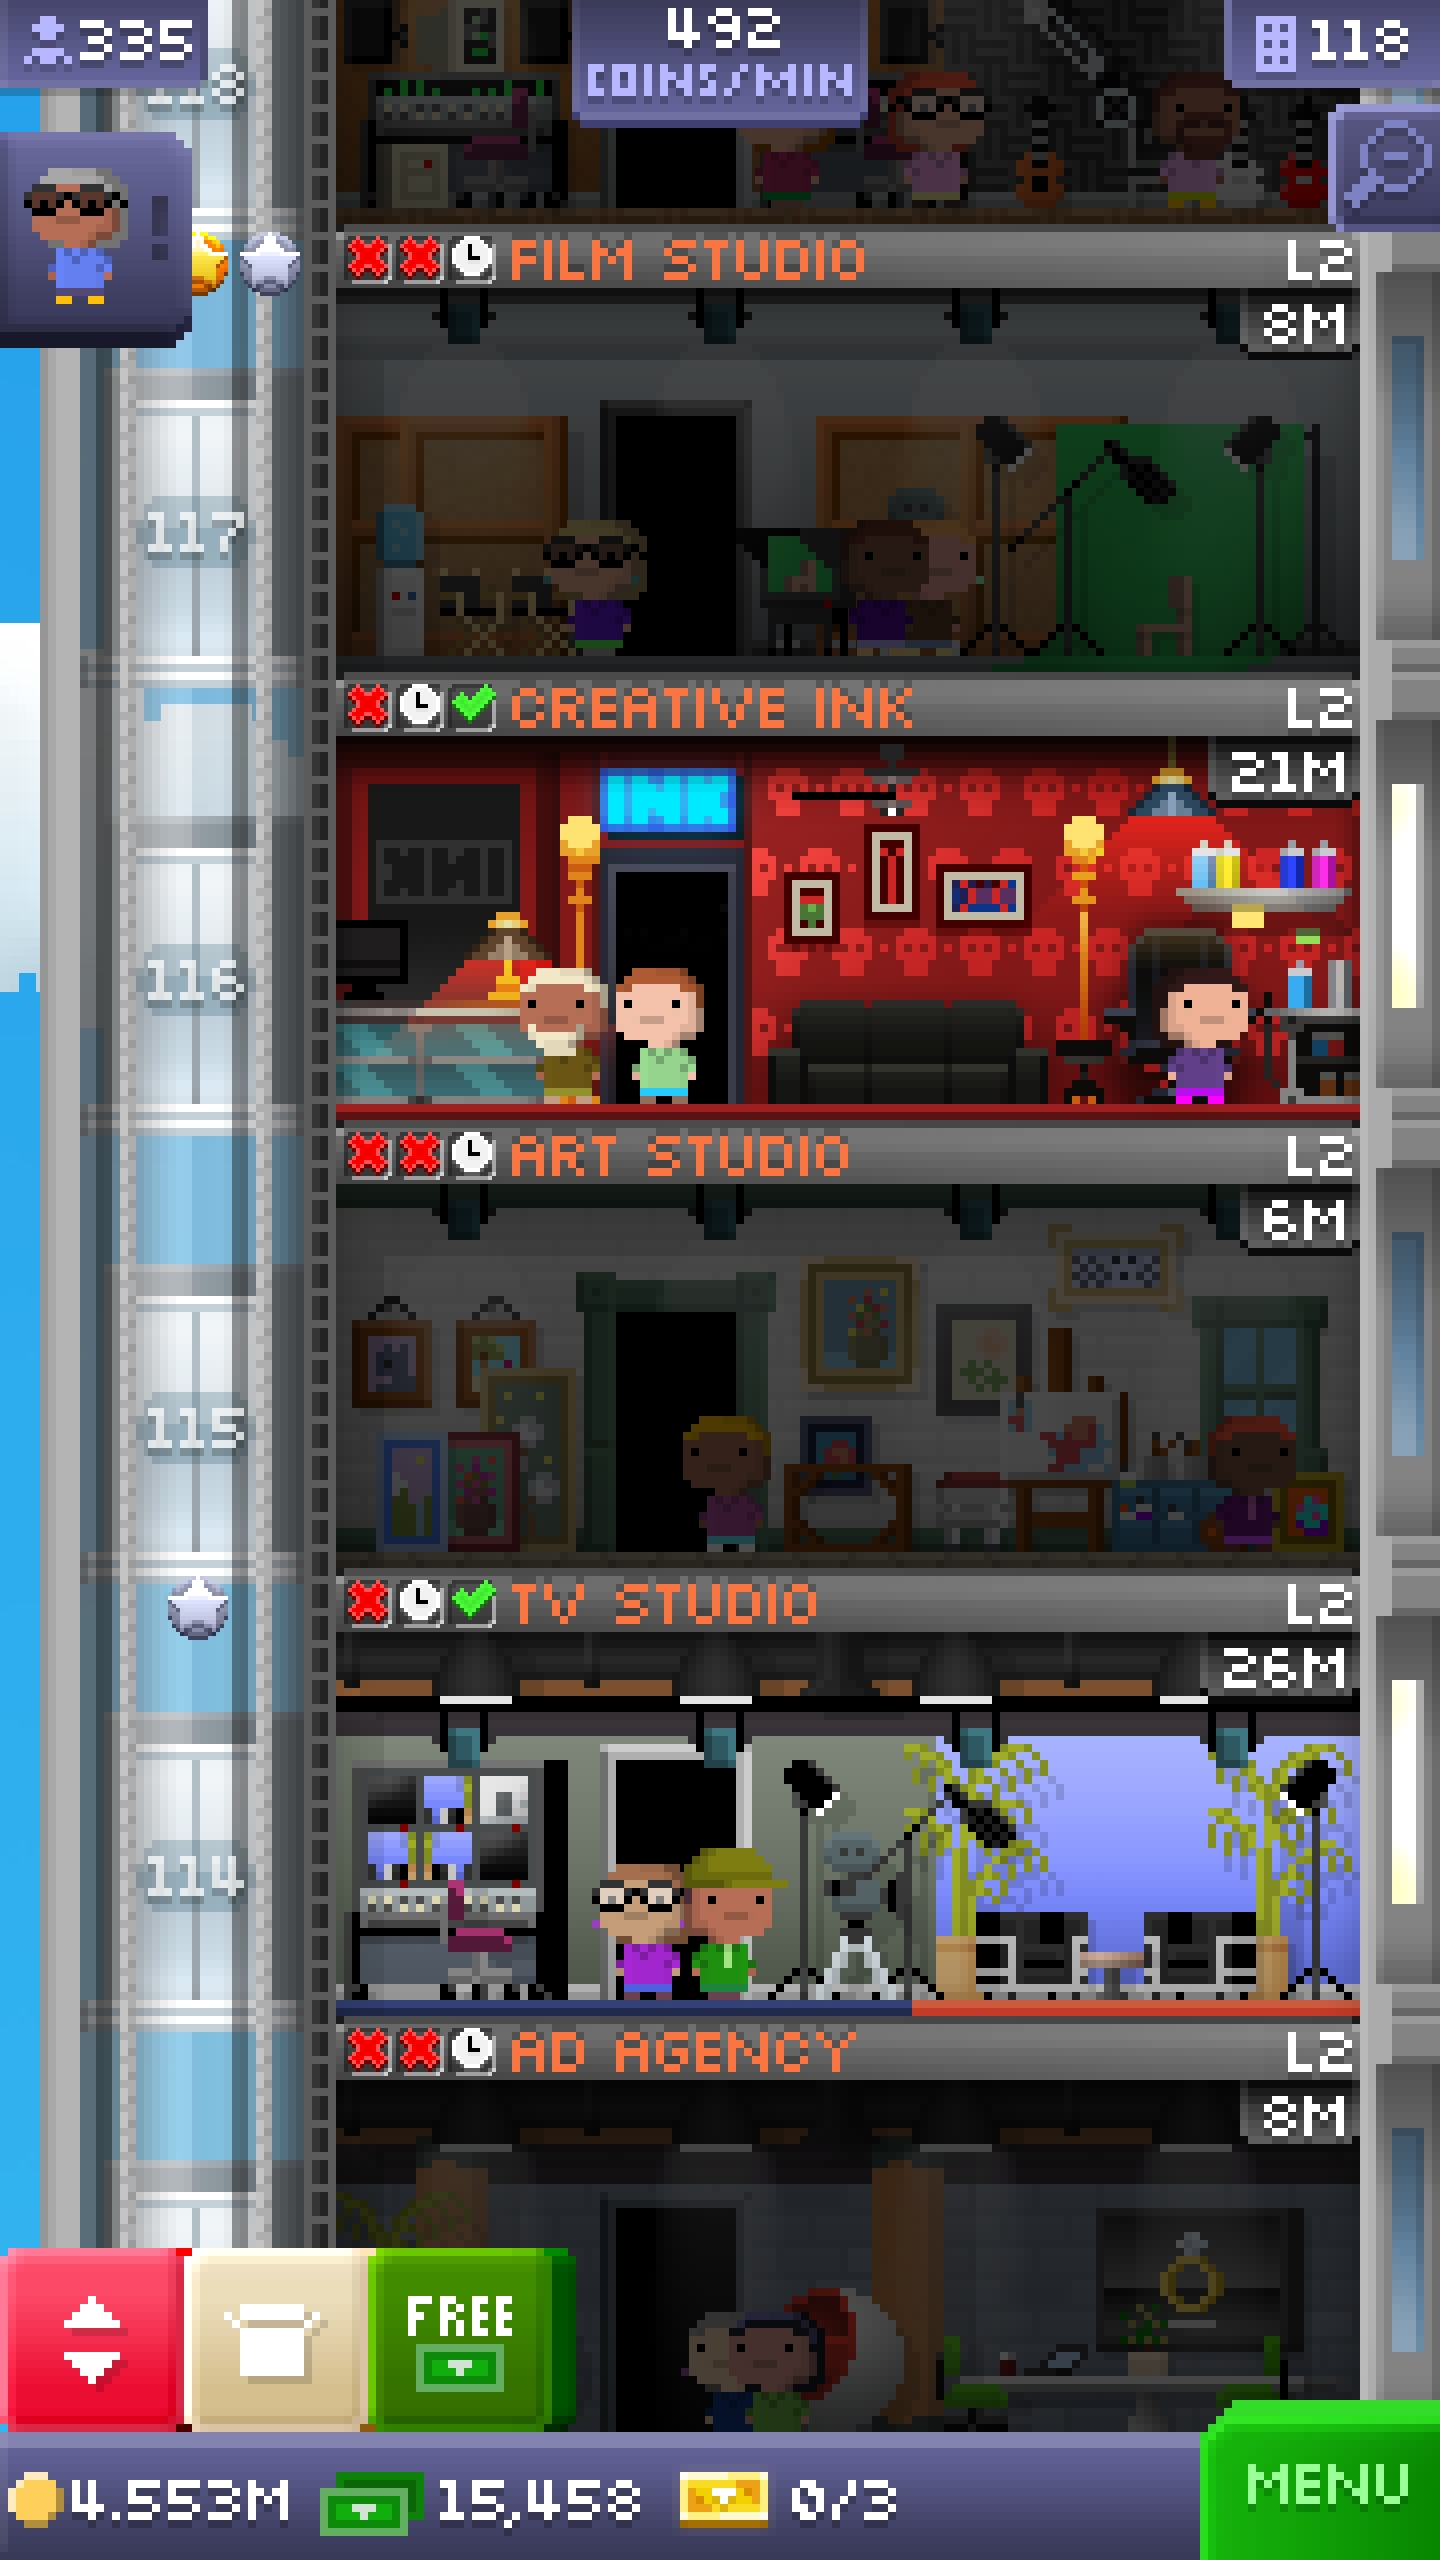 335
492
COINS/MIN
118
118
FILM STUDIO
L2
8M
117
CREATIVE INK
L2
21M
INK
INK
116
ART STUDIO
L2
6M
115
TV STUDIO
L2
26M
114
AD AGENCY
L2
8M
FREE
4.553M
15,458
0/3
MENU